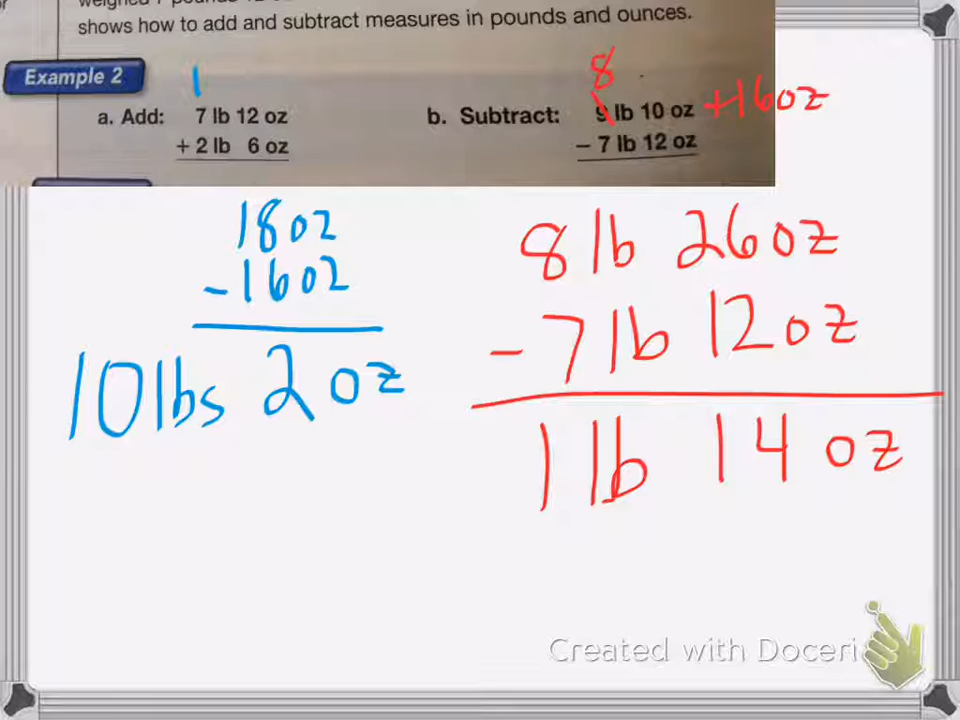 shows how to add and subtract measures in pounds and ounces.
Example 2
1
8
a. Add: 7 lb 12 oz
+ 2 lb 6 oz
b. Subtract: 9 lb 10 oz +16oz
− 7 lb 12 oz
18oz
-16oz
10lbs 2oz
8lb 26oz
-7lb 12oz
1lb 14oz
Created with Doceri